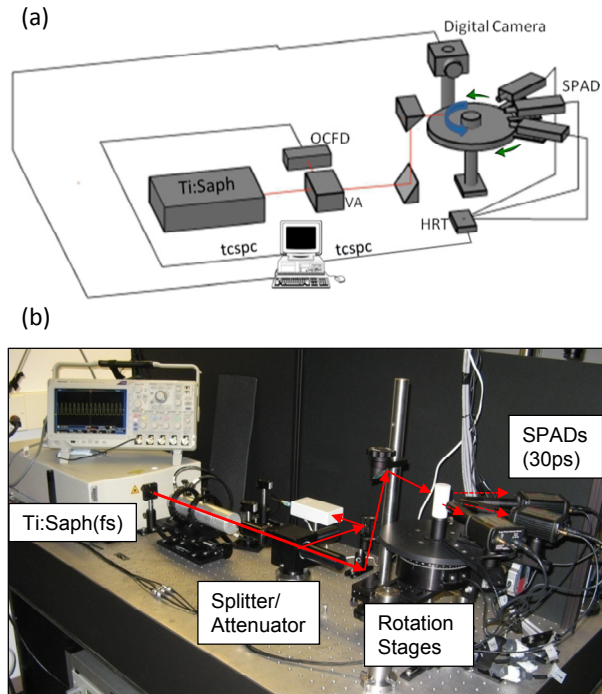 (a)
Digital Camera
SPAD
OCFD
Ti:Saph
VA
HRT
tcspc
tcspc
(b)
SPADs
(30ps)
Ti:Saph(fs)
Splitter/
Attenuator
Rotation
Stages